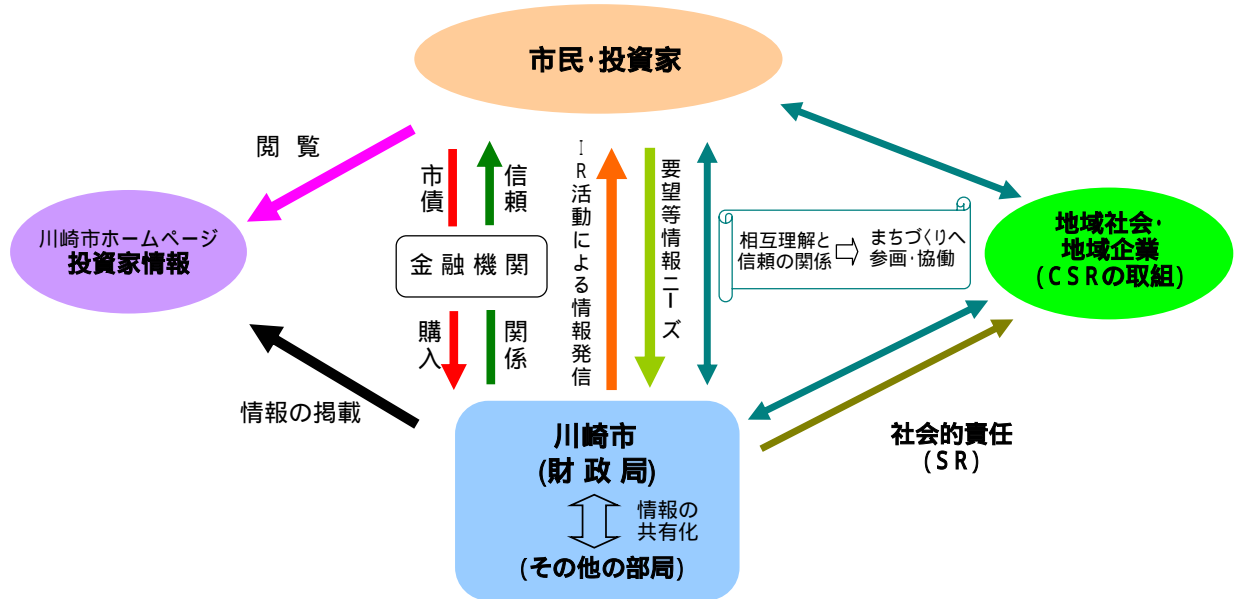 市民・投資家
閲 覧
川崎市ホームページ
投資家情報
市債
信頼
金 融 機 関
購入
関係
ＩＲ活動による情報発信
要望等情報ニーズ
相互理解と
信頼の関係
まちづくりへ
参画・協働
地域社会・
地域企業
(CSRの取組)
情報の掲載
川崎市
(財 政 局)
情報の
共有化
(その他の部局)
社会的責任
(SR)